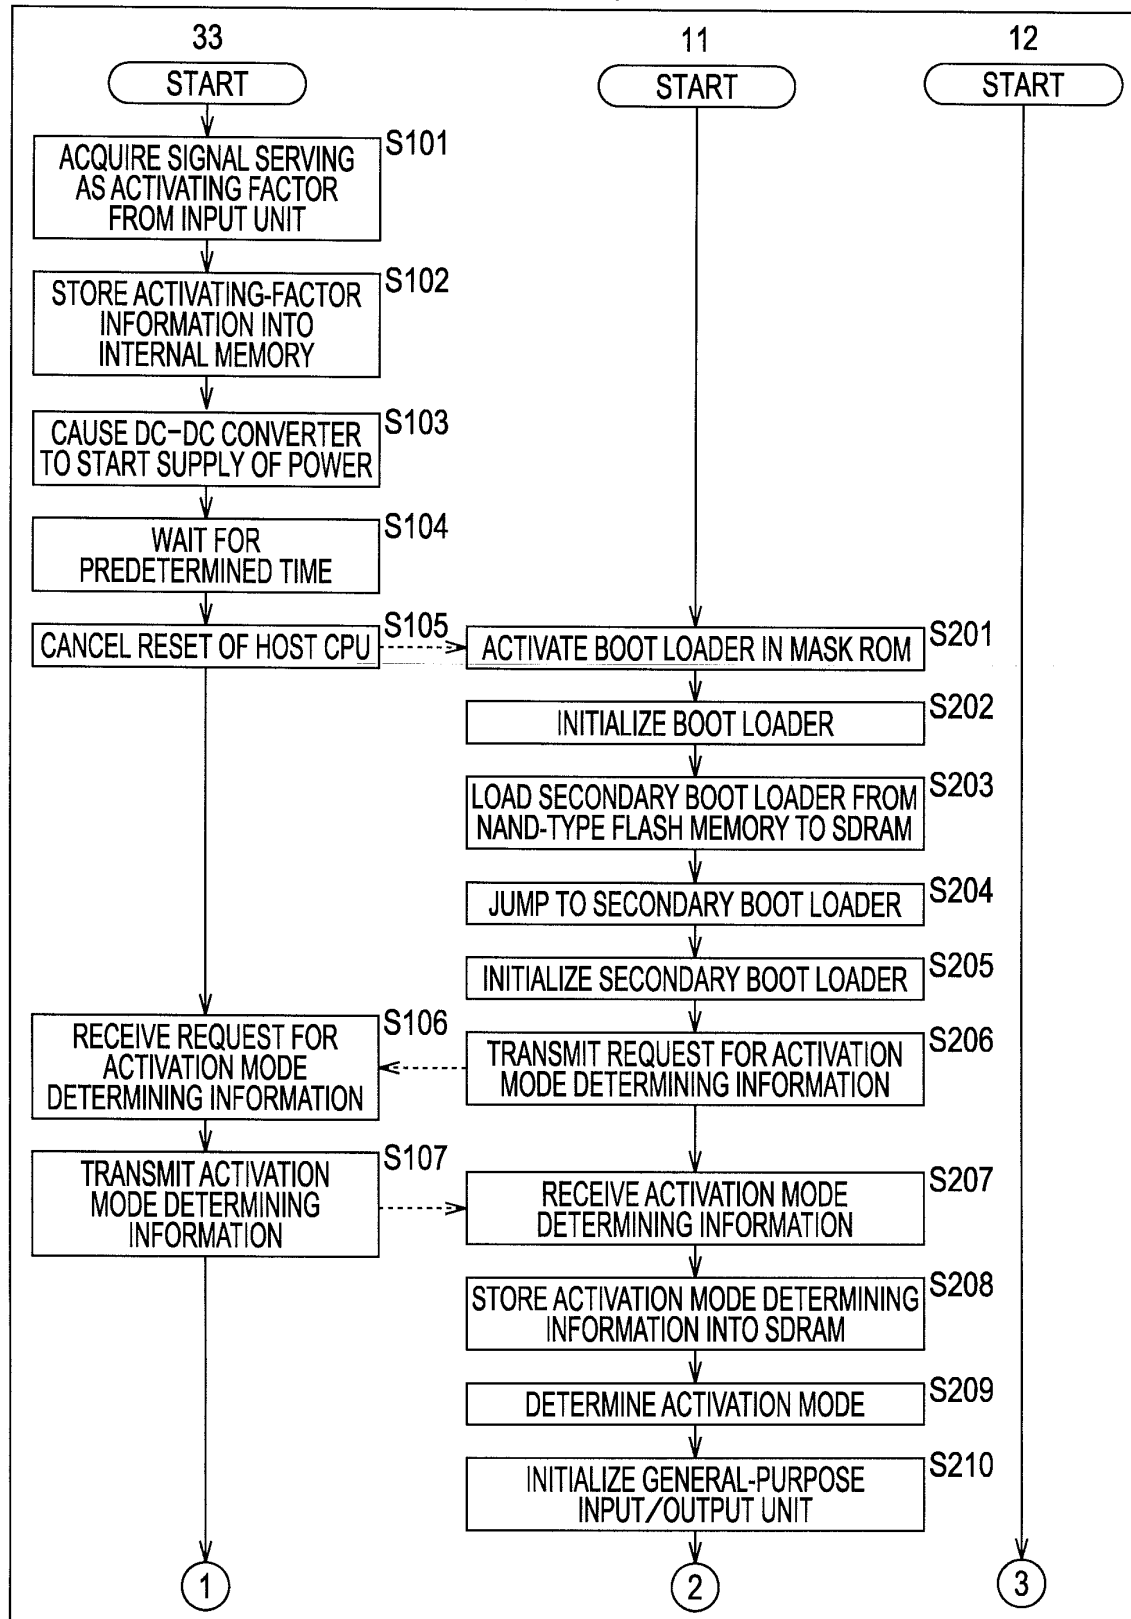 33
11
12
START
START
START
S101
ACQUIRE SIGNAL SERVING
AS ACTIVATING FACTOR
FROM INPUT UNIT
S102
STORE ACTIVATING-FACTOR
INFORMATION INTO
INTERNAL MEMORY
S103
CAUSE DC-DC CONVERTER
TO START SUPPLY OF POWER
S104
WAIT FOR
PREDETERMINED TIME
S105
CANCEL RESET OF HOST CPU
S201
ACTIVATE BOOT LOADER IN MASK ROM
S202
INITIALIZE BOOT LOADER
S203
LOAD SECONDARY BOOT LOADER FROM
NAND-TYPE FLASH MEMORY TO SDRAM
S204
JUMP TO SECONDARY BOOT LOADER
S205
INITIALIZE SECONDARY BOOT LOADER
S106
RECEIVE REQUEST FOR
ACTIVATION MODE
DETERMINING INFORMATION
S206
TRANSMIT REQUEST FOR ACTIVATION
MODE DETERMINING INFORMATION
S107
TRANSMIT ACTIVATION
MODE DETERMINING
INFORMATION
S207
RECEIVE ACTIVATION MODE
DETERMINING INFORMATION
S208
STORE ACTIVATION MODE DETERMINING
INFORMATION INTO SDRAM
S209
DETERMINE ACTIVATION MODE
S210
INITIALIZE GENERAL-PURPOSE
INPUT/OUTPUT UNIT
1
2
3